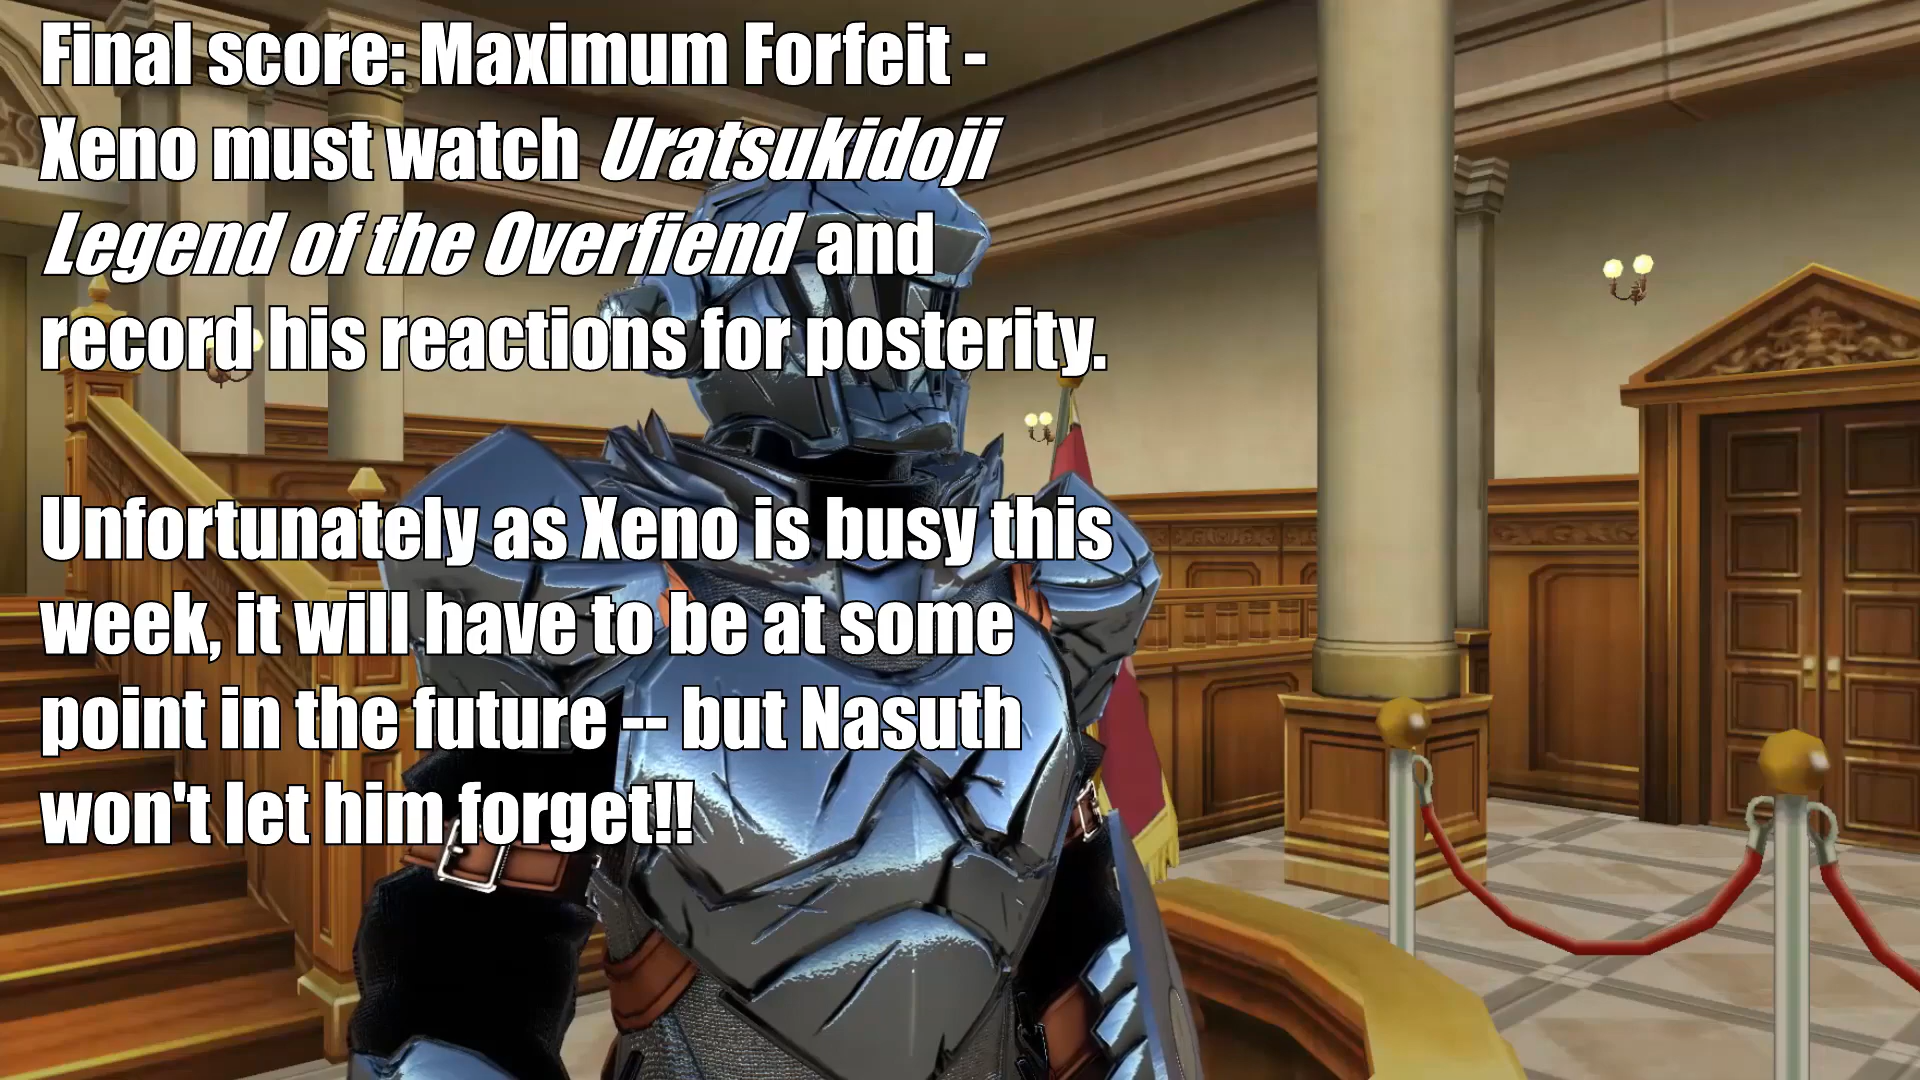 Final score: Maximum Forfeit -
Xeno must watch Uratsukidoji
Legend of the Overfiend and
record his reactions for posterity.
Unfortunately as Xeno is busy this
week, it will have to be at some
point in the future -- but Nasuth
won't let him forget!!